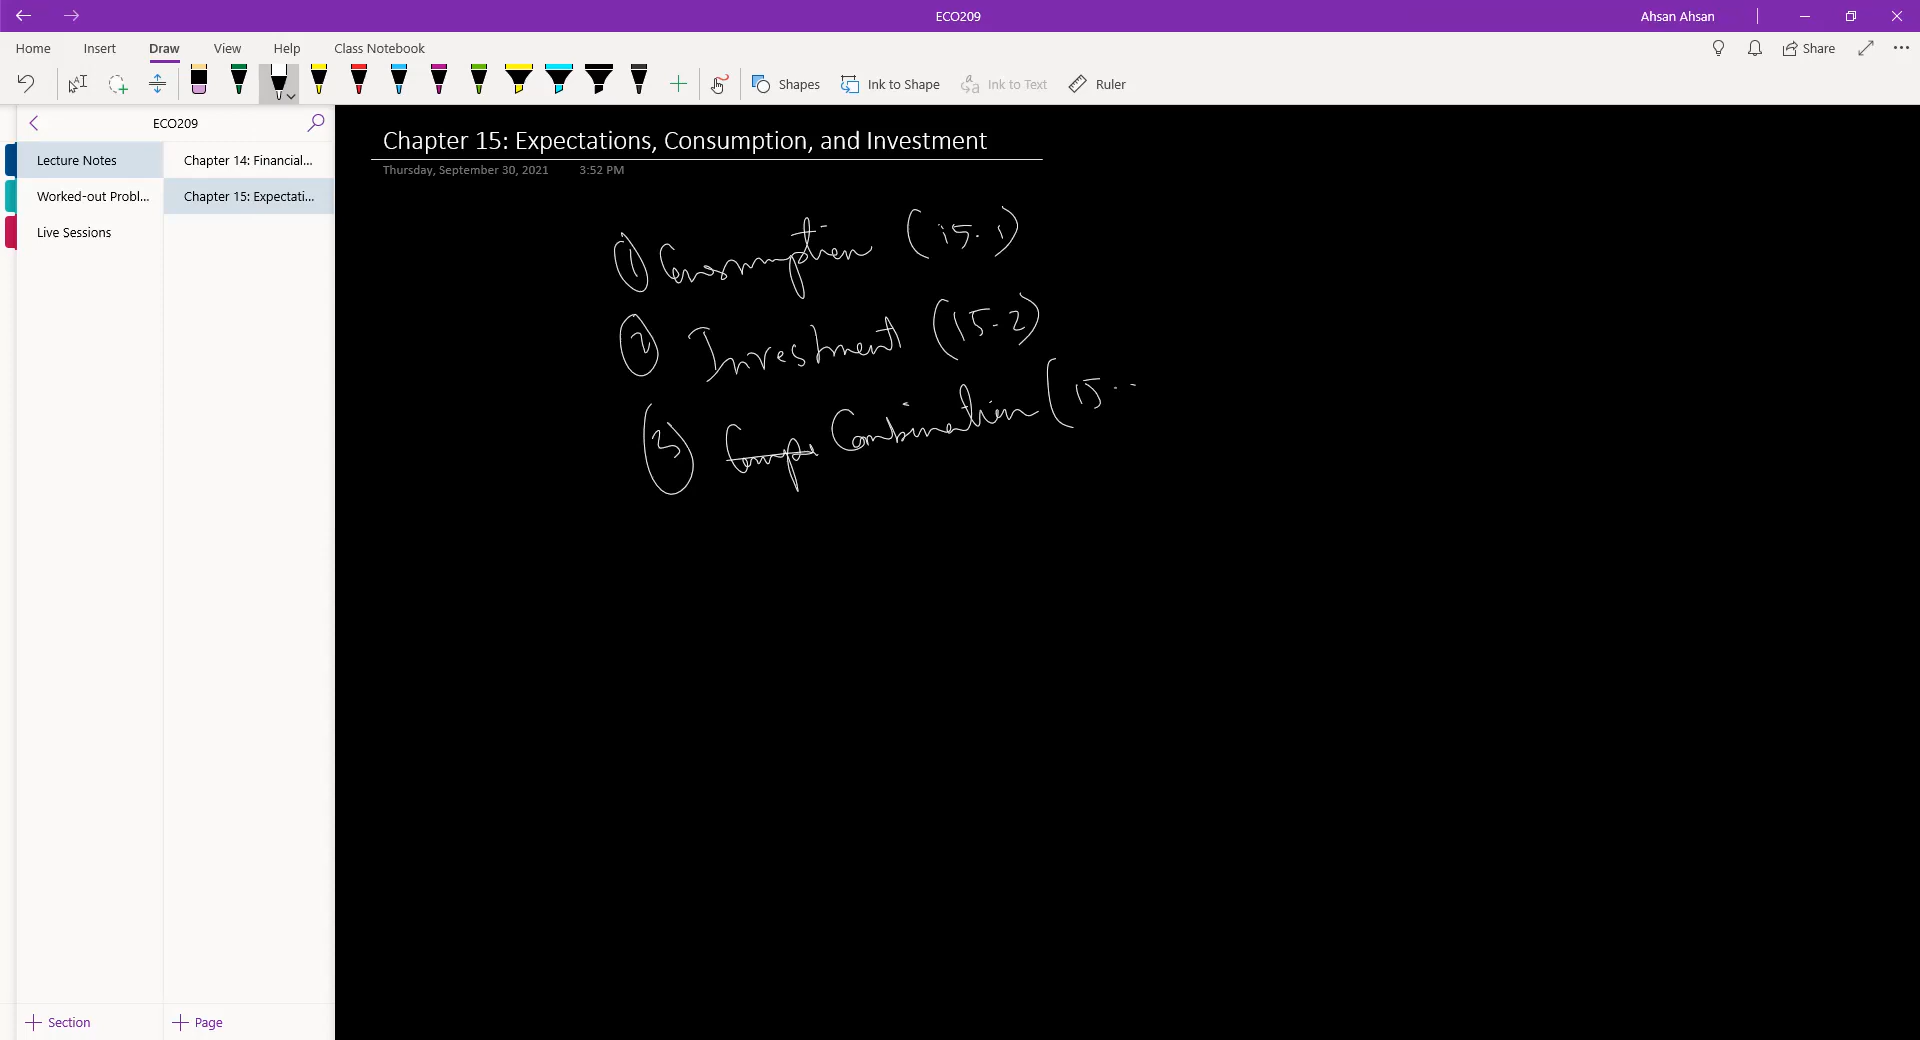 ECO209
Ahsan Ahsan
Home Insert Draw View Help Class Notebook
Share
Shapes Ink to Shape Ink to Text Ruler
ECO209
Lecture Notes
Worked-out Probl...
Live Sessions
Chapter 14: Financial...
Chapter 15: Expectati...
Chapter 15: Expectations, Consumption, and Investment
Thursday, September 30, 2021 3:52 PM
① Consumption (15.1)
② Investment (15.2)
③ Combination (15..
Section
Page